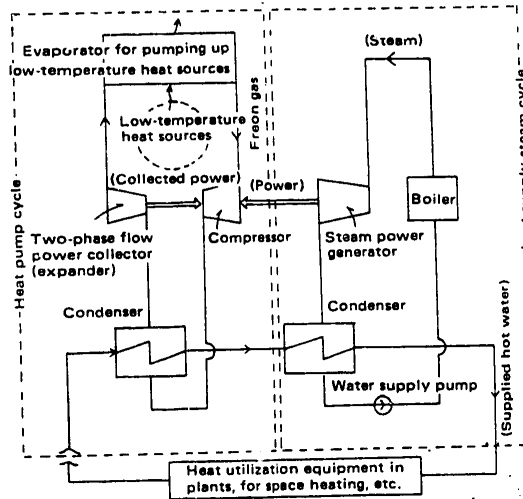 Evaporator for pumping up
low-temperature heat sources
Low-temperature
heat sources
Freon gas
(Steam)
steam cycle
Heat pump cycle
(Collected power)
(Power)
Boiler
Two-phase flow
power collector
(expander)
Compressor
Steam power
generator
Condenser
Condenser
Water supply pump
(Supplied hot water)
Heat utilization equipment in
plants, for space heating, etc.